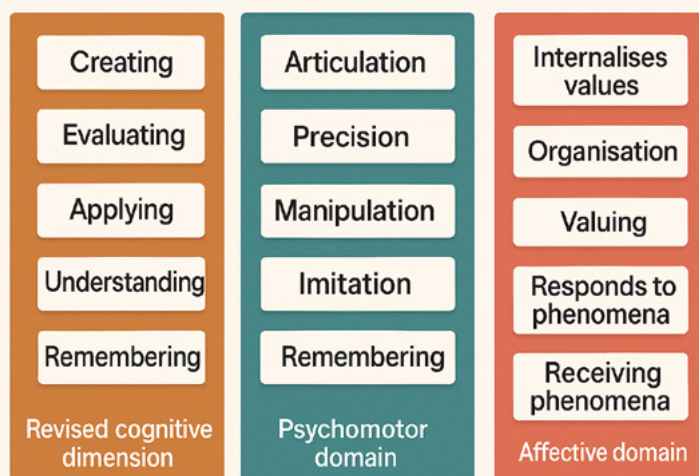 Creating
Evaluating
Applying
Understanding
Remembering
Revised cognitive
dimension
Articulation
Precision
Manipulation
Imitation
Remembering
Psychomotor
domain
Internalises
values
Organisation
Valuing
Responds to
phenomena
Receiving
phenomena
Affective domain